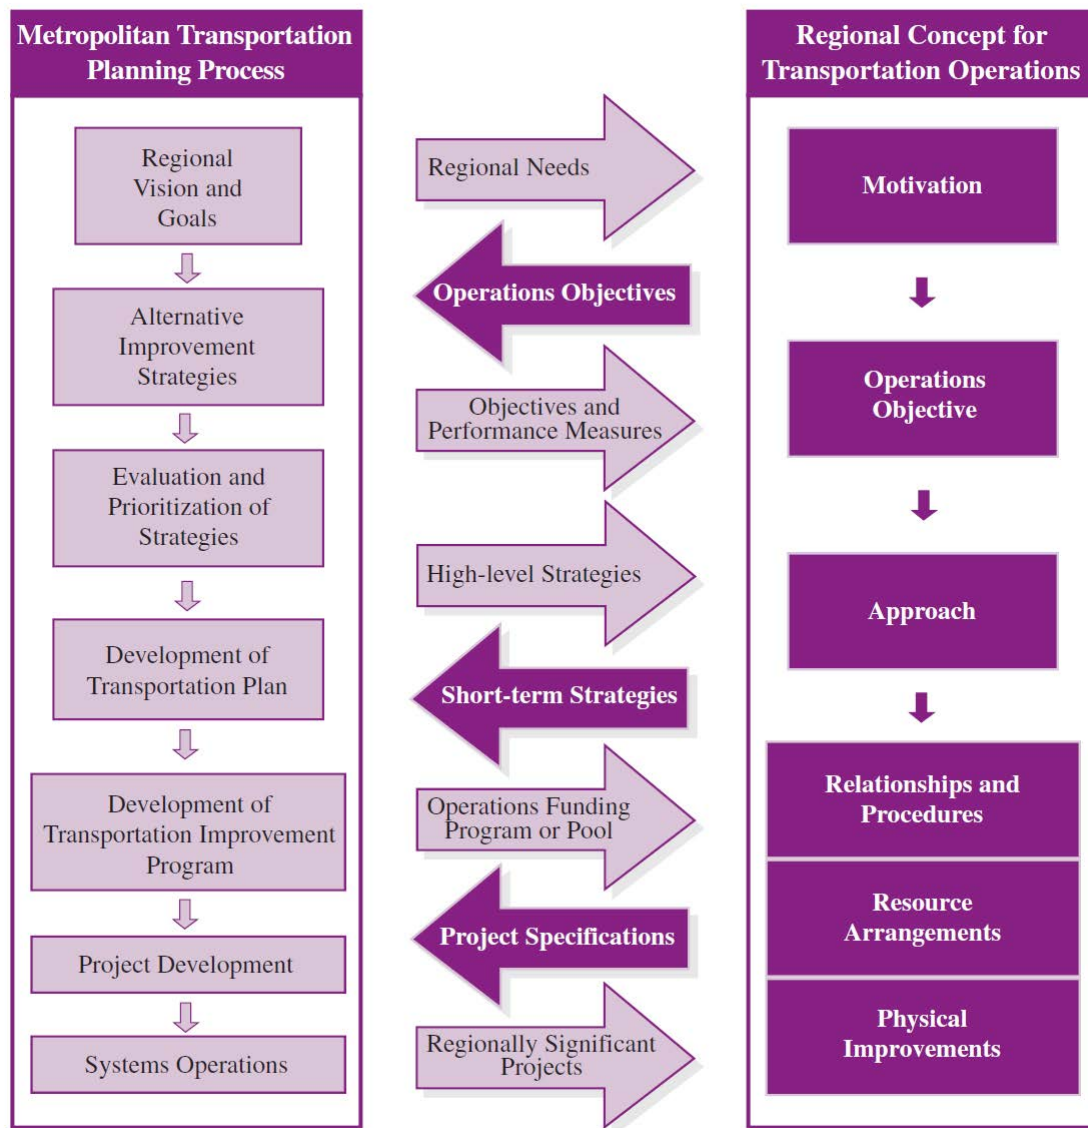 Metropolitan Transportation
Planning Process
Regional
Vision and
Goals
Alternative
Improvement
Strategies
Evaluation and
Prioritization of
Strategies
Development of
Transportation Plan
Development of
Transportation Improvement
Program
Project Development
Systems Operations
Regional Needs
Operations Objectives
Objectives and
Performance Measures
High-level Strategies
Short-term Strategies
Operations Funding
Program or Pool
Project Specifications
Regionally Significant
Projects
Regional Concept for
Transportation Operations
Motivation
Operations
Objective
Approach
Relationships and
Procedures
Resource
Arrangements
Physical
Improvements